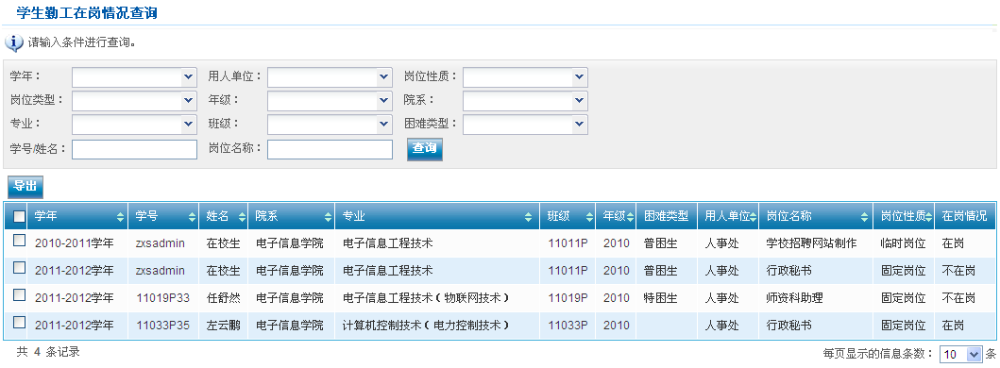 学生勤工在岗情况查询
请输入条件进行查询。
学年： 用人单位： 岗位性质：
岗位类型： 年级： 院系：
专业： 班级： 困难类型：
学号/姓名： 岗位名称： 查询
导出
学年 学号 姓名 院系 专业 班级 年级 困难类型 用人单位 岗位名称 岗位性质 在岗情况
2010-2011学年 zxsadmin 在校生 电子信息学院 电子信息工程技术 11011P 2010 普困生 人事处 学校招聘网站制作 临时岗位 在岗
2011-2012学年 zxsadmin 在校生 电子信息学院 电子信息工程技术 11011P 2010 普困生 人事处 行政秘书 固定岗位 不在岗
2011-2012学年 11019P33 任舒然 电子信息学院 电子信息工程技术（物联网技术） 11019P 2010 特困生 人事处 师资科助理 固定岗位 不在岗
2011-2012学年 11033P35 左云鹏 电子信息学院 计算机控制技术（电力控制技术） 11033P 2010 人事处 行政秘书 固定岗位 在岗
共 4 条记录 每页显示的信息条数： 10 条